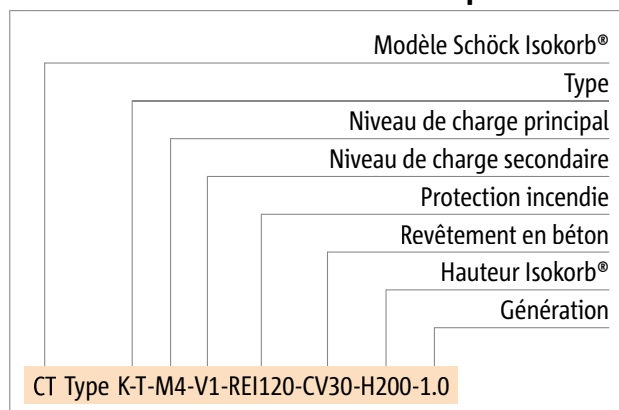 Modèle Schöck Isokorb®
Type
Niveau de charge principal
Niveau de charge secondaire
Protection incendie
Revêtement en béton
Hauteur Isokorb®
Génération
CT Type K-T-M4-V1-REI120-CV30-H200-1.0